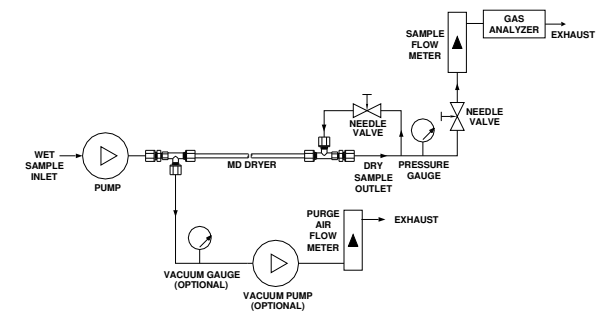 GAS
ANALYZER
EXHAUST
SAMPLE
FLOW
METER
NEEDLE
VALVE
NEEDLE
VALVE
WET
SAMPLE
INLET
PUMP
MD DRYER
DRY
SAMPLE
OUTLET
PRESSURE
GAUGE
PURGE
AIR
FLOW
METER
EXHAUST
VACUUM GAUGE
(OPTIONAL)
VACUUM PUMP
(OPTIONAL)